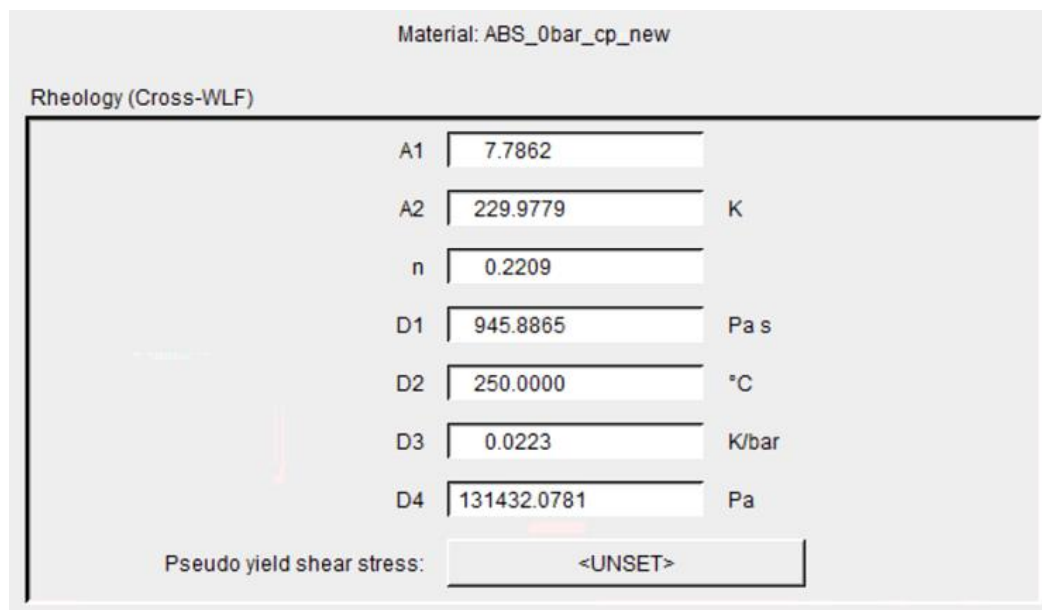 Material: ABS_0bar_cp_new
Rheology (Cross-WLF)
A1 7.7862
A2 229.9779 K
n 0.2209
D1 945.8865 Pa s
D2 250.0000 °C
D3 0.0223 K/bar
D4 131432.0781 Pa
Pseudo yield shear stress: <UNSET>